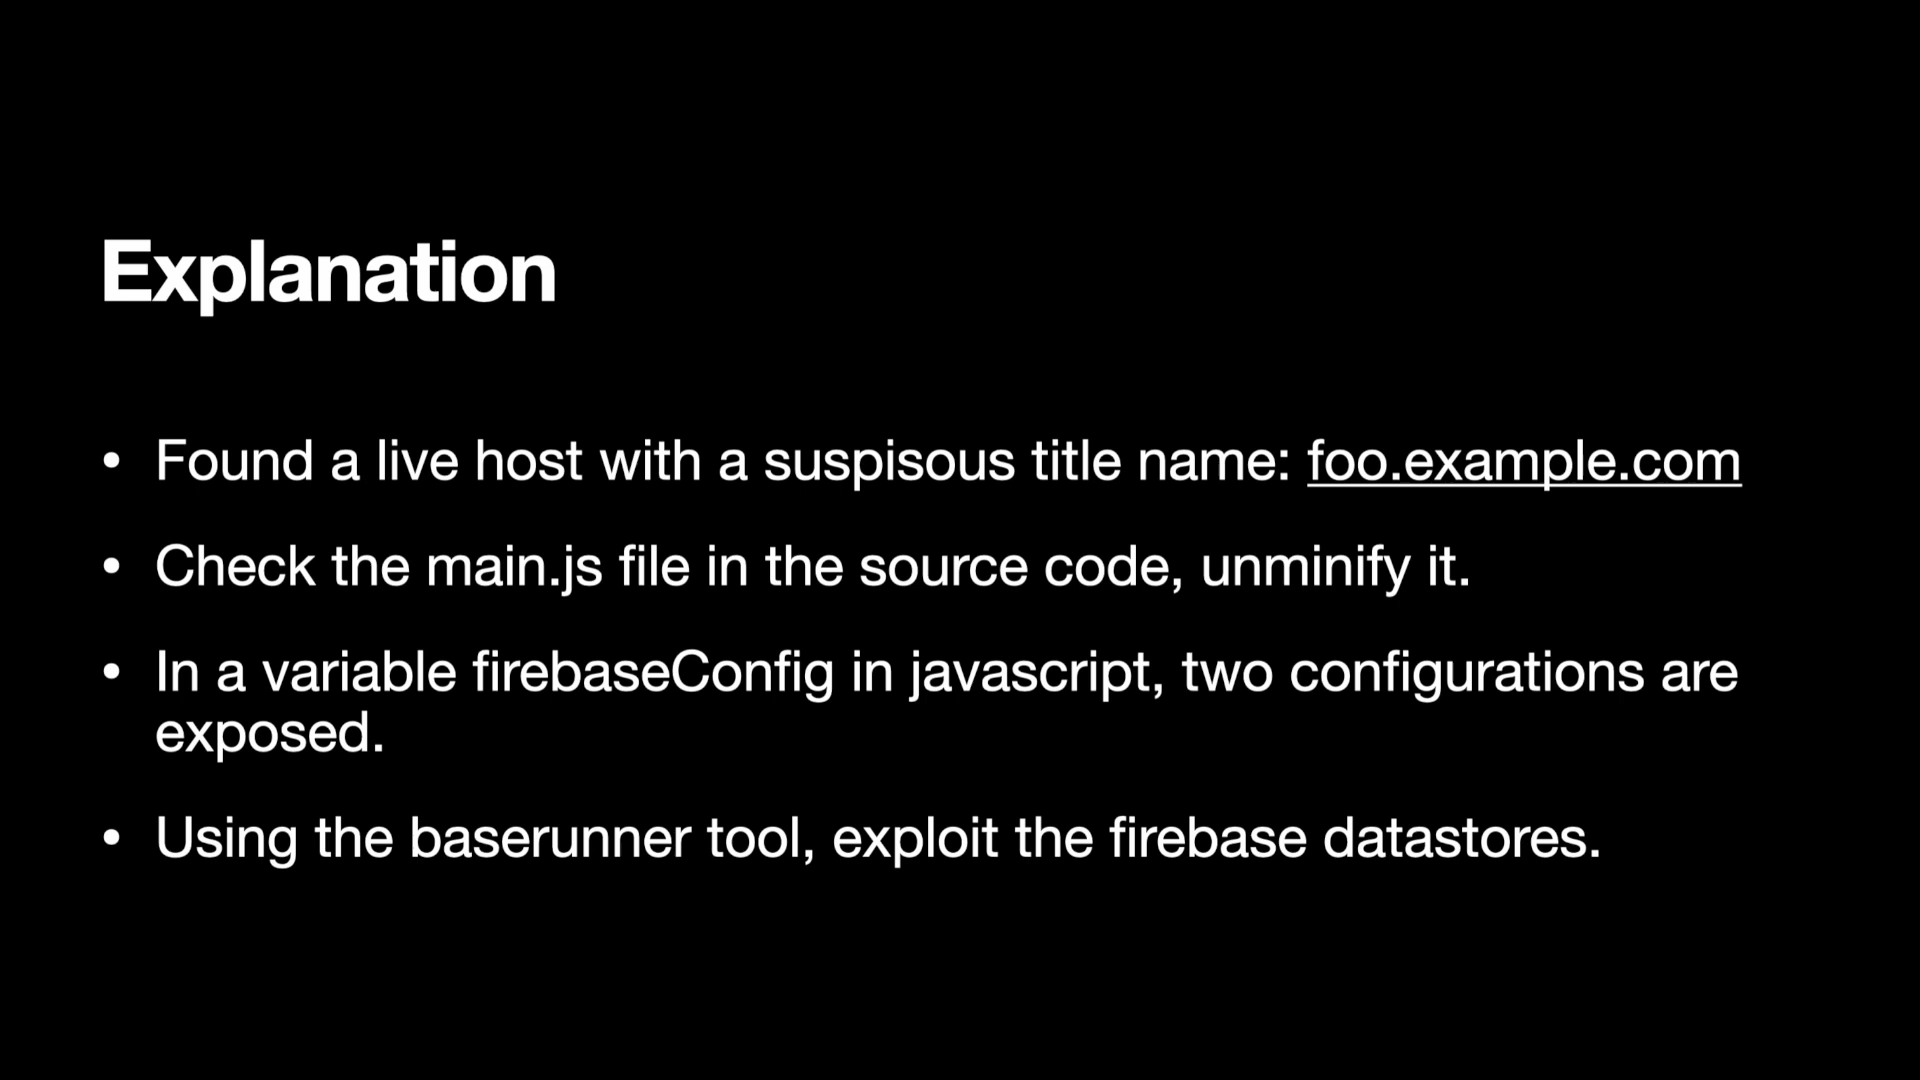 Explanation
• Found a live host with a suspisous title name: foo.example.com
• Check the main.js file in the source code, unminify it.
• In a variable firebaseConfig in javascript, two configurations are
exposed.
• Using the baserunner tool, exploit the firebase datastores.